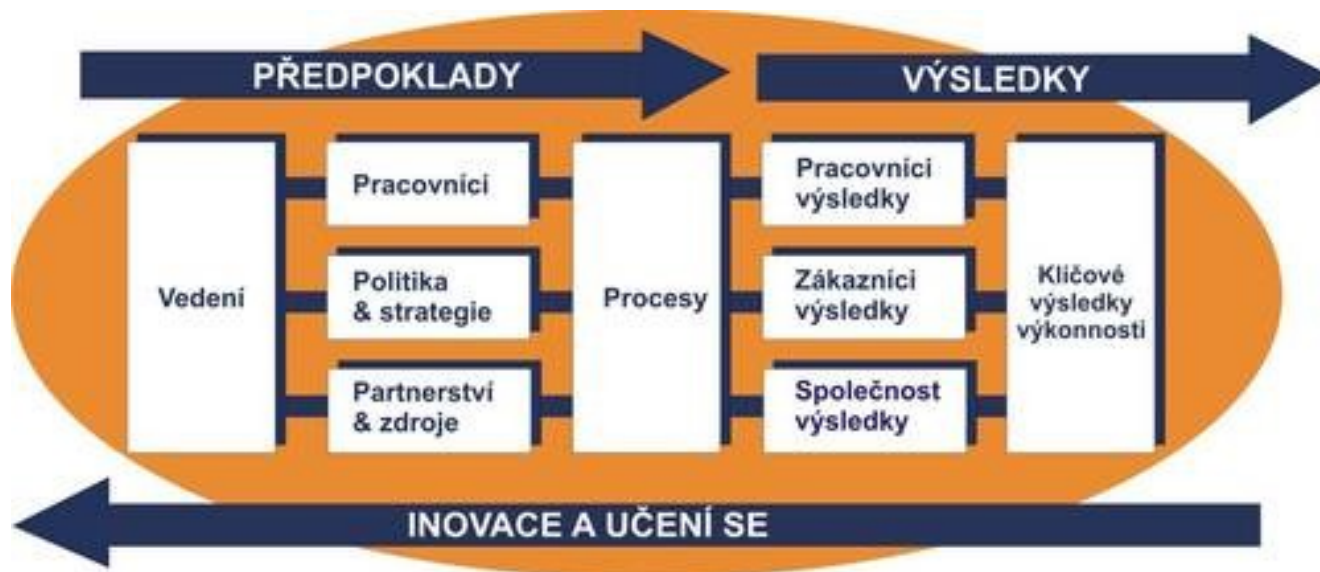 PŘEDPOKLADY
VÝSLEDKY
Vedení
Pracovníci
Politika
& strategie
Partnerství
& zdroje
Procesy
Pracovníci
výsledky
Zákazníci
výsledky
Společnost
výsledky
Klíčové
výsledky
výkonnosti
INOVACE A UČENÍ SE